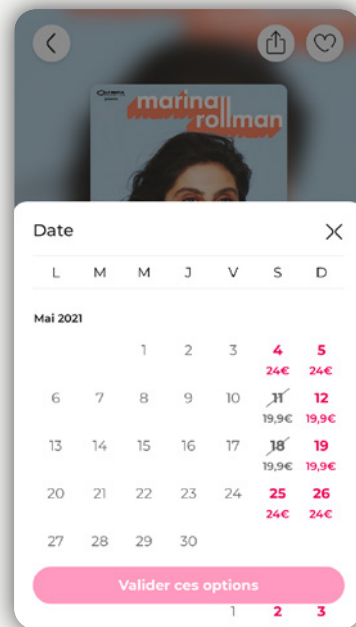 OLYMPIA
marina
rollman
Date
L M M J V S D
Mai 2021
1 2 3 4 5
24€ 24€
6 7 8 9 10 11 12
19,9€ 19,9€
13 14 15 16 17 18 19
19,9€ 19,9€
20 21 22 23 24 25 26
24€ 24€
27 28 29 30
Valider ces options
1 2 3